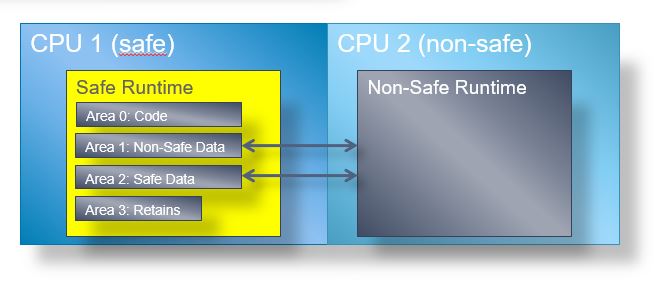 CPU 1 (safe)
CPU 2 (non-safe)
Safe Runtime
Non-Safe Runtime
Area 0: Code
Area 1: Non-Safe Data
Area 2: Safe Data
Area 3: Retains